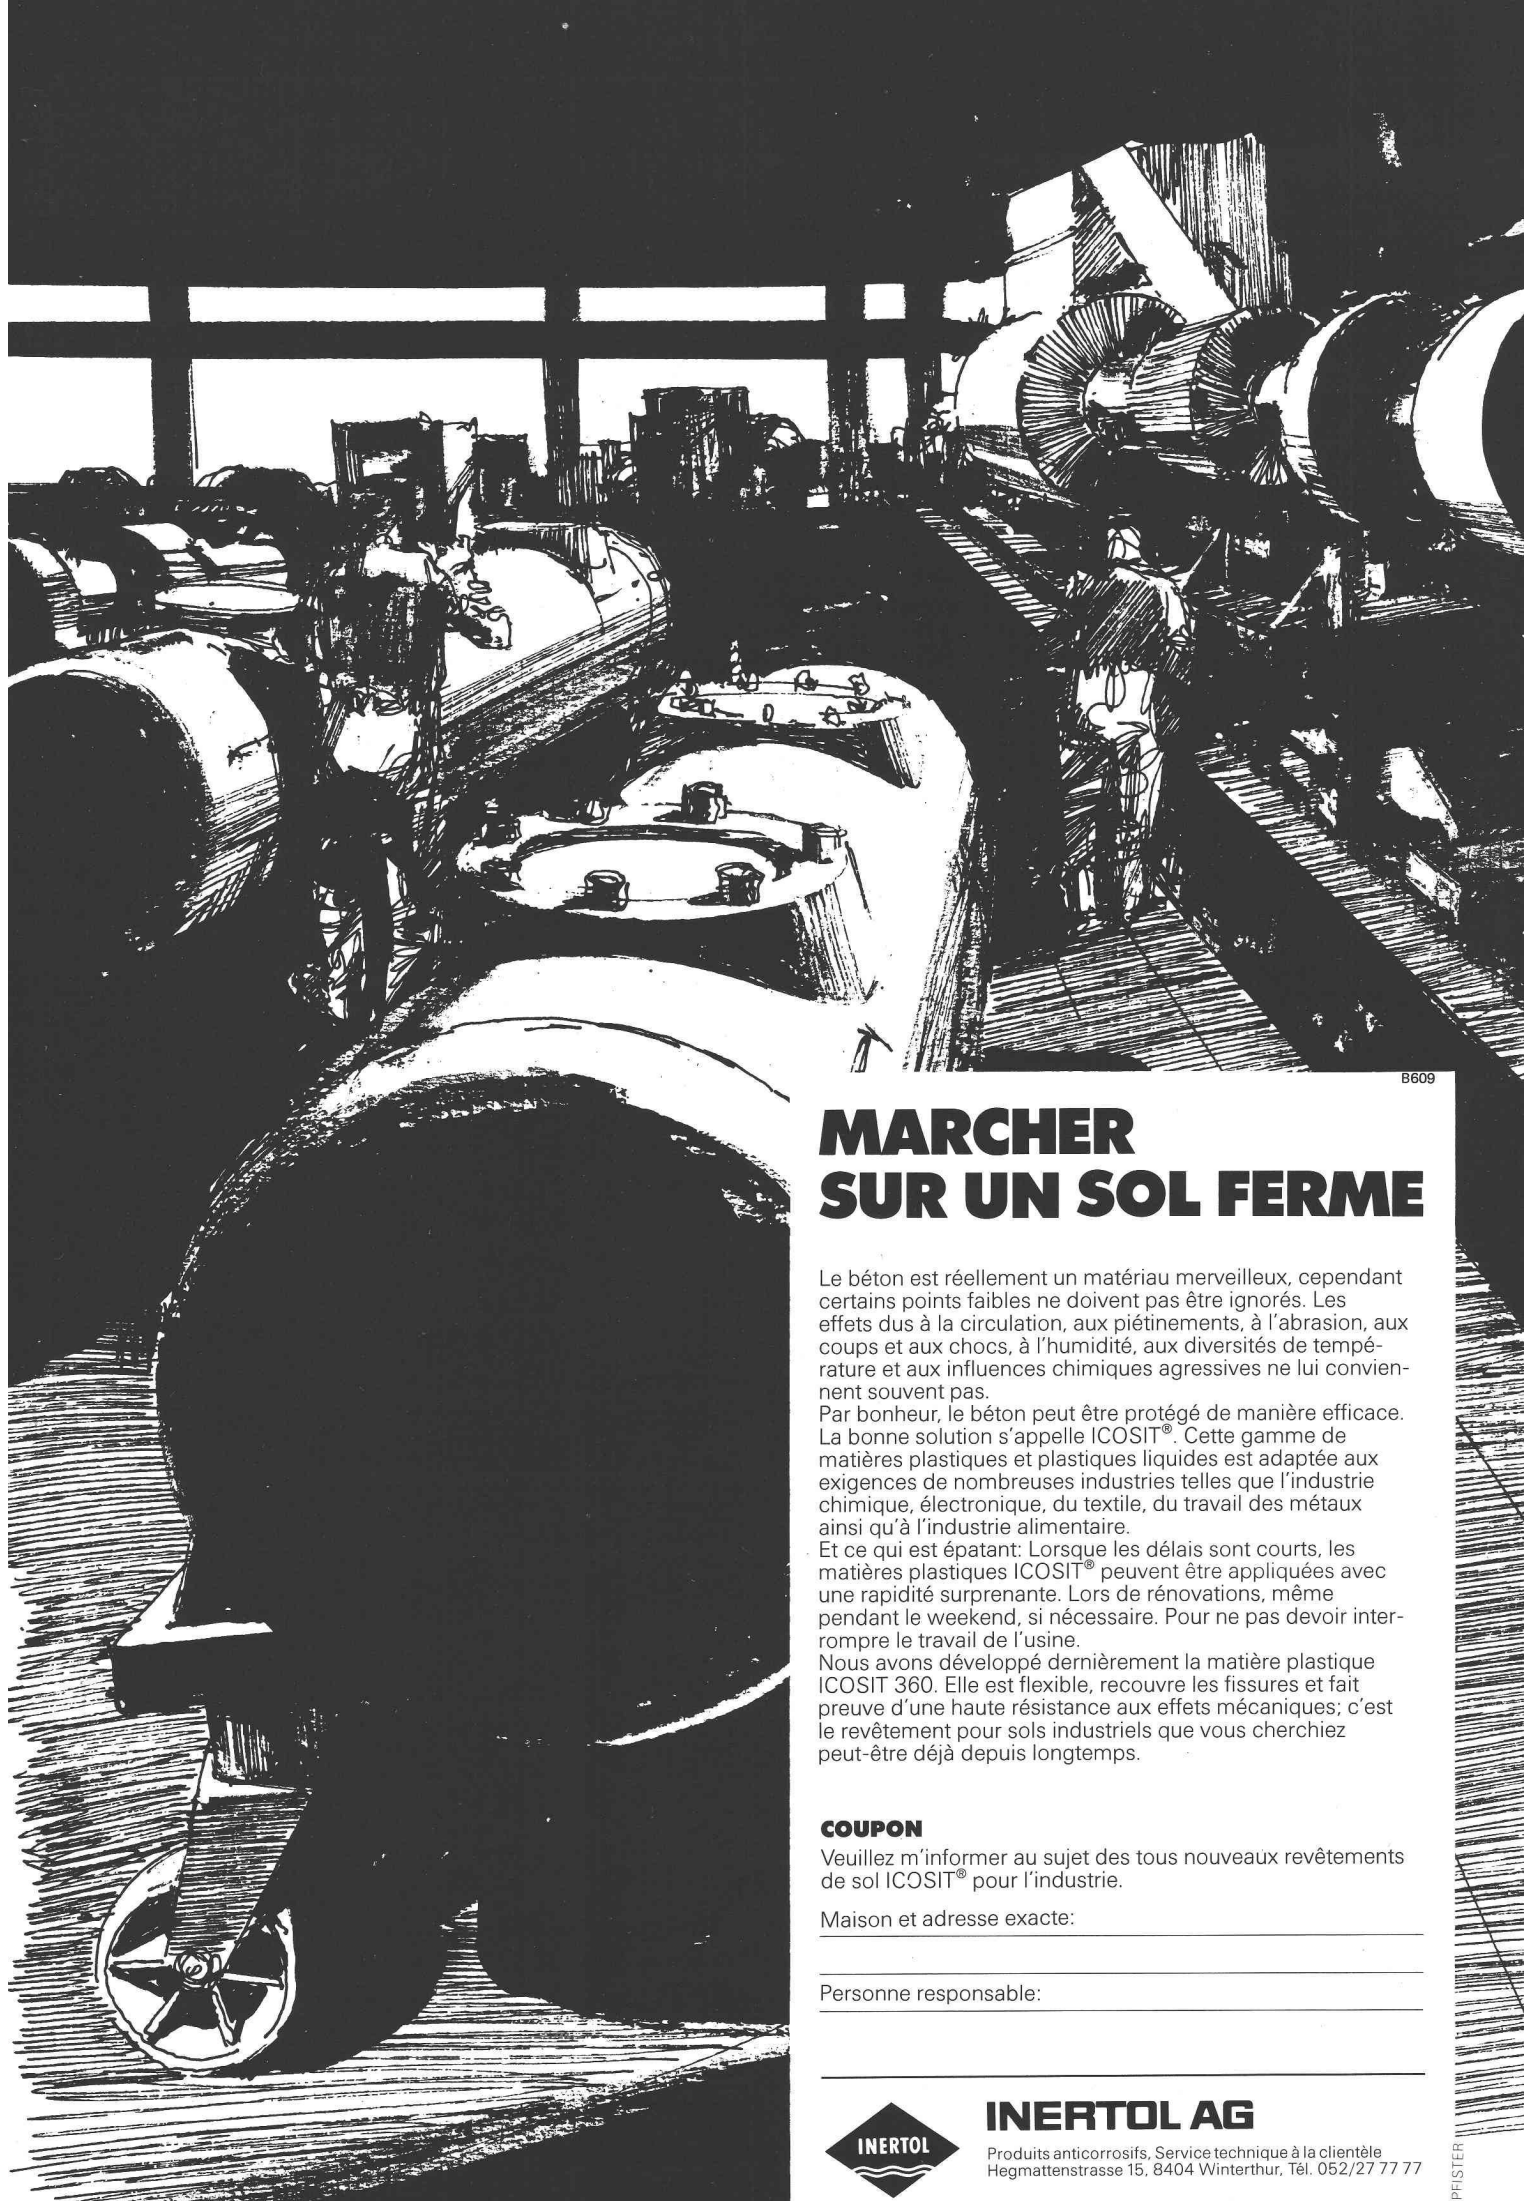 B609
MARCHER
SUR UN SOL FERME
Le béton est réellement un matériau merveilleux, cependant
certains points faibles ne doivent pas être ignorés. Les
effets dus à la circulation, aux piétinements, à l'abrasion, aux
coups et aux chocs, à l'humidité, aux diversités de tempé-
rature et aux influences chimiques agressives ne lui convien-
nent souvent pas.
Par bonheur, le béton peut être protégé de manière efficace.
La bonne solution s'appelle ICOSIT®. Cette gamme de
matières plastiques et plastiques liquides est adaptée aux
exigences de nombreuses industries telles que l'industrie
chimique, électronique, du textile, du travail des métaux
ainsi qu'à l'industrie alimentaire.
Et ce qui est épatant: Lorsque les délais sont courts, les
matières plastiques ICOSIT® peuvent être appliquées avec
une rapidité surprenante. Lors de rénovations, même
pendant le weekend, si nécessaire. Pour ne pas devoir inter-
rompre le travail de l'usine.
Nous avons développé dernièrement la matière plastique
ICOSIT 360. Elle est flexible, recouvre les fissures et fait
preuve d'une haute résistance aux effets mécaniques; c'est
le revêtement pour sols industriels que vous cherchiez
peut-être déjà depuis longtemps.
COUPON
Veuillez m'informer au sujet des tous nouveaux revêtements
de sol ICOSIT® pour l'industrie.
Maison et adresse exacte:
Personne responsable:
INERTOL
INERTOL AG
Produits anticorrosifs, Service technique à la clientèle
Hegmattenstrasse 15, 8404 Winterthur, Tél. 052/27 77 77
PFISTER